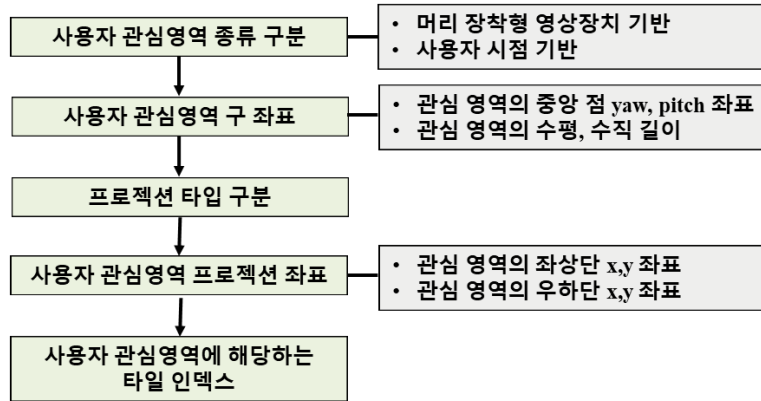 사용자 관심영역 종류 구분
• 머리 장착형 영상장치 기반
• 사용자 시점 기반
사용자 관심영역 구 좌표
• 관심 영역의 중앙 점 yaw, pitch 좌표
• 관심 영역의 수평, 수직 길이
프로젝션 타입 구분
사용자 관심영역 프로젝션 좌표
• 관심 영역의 좌상단 x,y 좌표
• 관심 영역의 우하단 x,y 좌표
사용자 관심영역에 해당하는
타일 인덱스